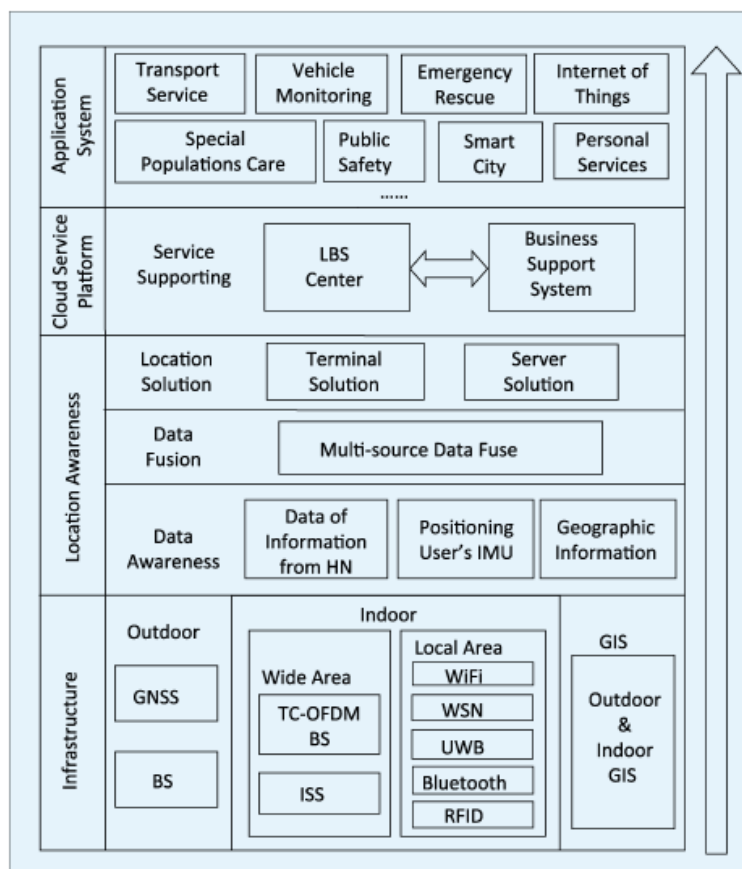 Application
System
Transport
Service
Vehicle
Monitoring
Emergency
Rescue
Internet of
Things
Special
Populations Care
Public
Safety
Smart
City
Personal
Services
......
Cloud Service
Platform
Service
Supporting
LBS
Center
Business
Support
System
Location Awareness
Location
Solution
Terminal
Solution
Server
Solution
Data
Fusion
Multi-source Data Fuse
Data
Awareness
Data of
Information
from HN
Positioning
User's IMU
Geographic
Information
Infrastructure
Outdoor
GNSS
BS
Indoor
Wide Area
TC-OFDM
BS
ISS
Local Area
WiFi
WSN
UWB
Bluetooth
RFID
GIS
Outdoor
&
Indoor
GIS